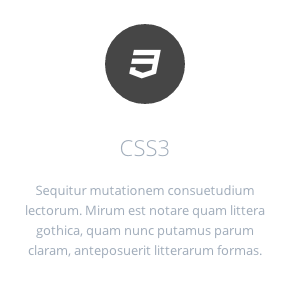 CSS3
Sequitur mutationem consuetudium
lectorum. Mirum est notare quam littera
gothica, quam nunc putamus parum
claram, anteposuerit litterarum formas.